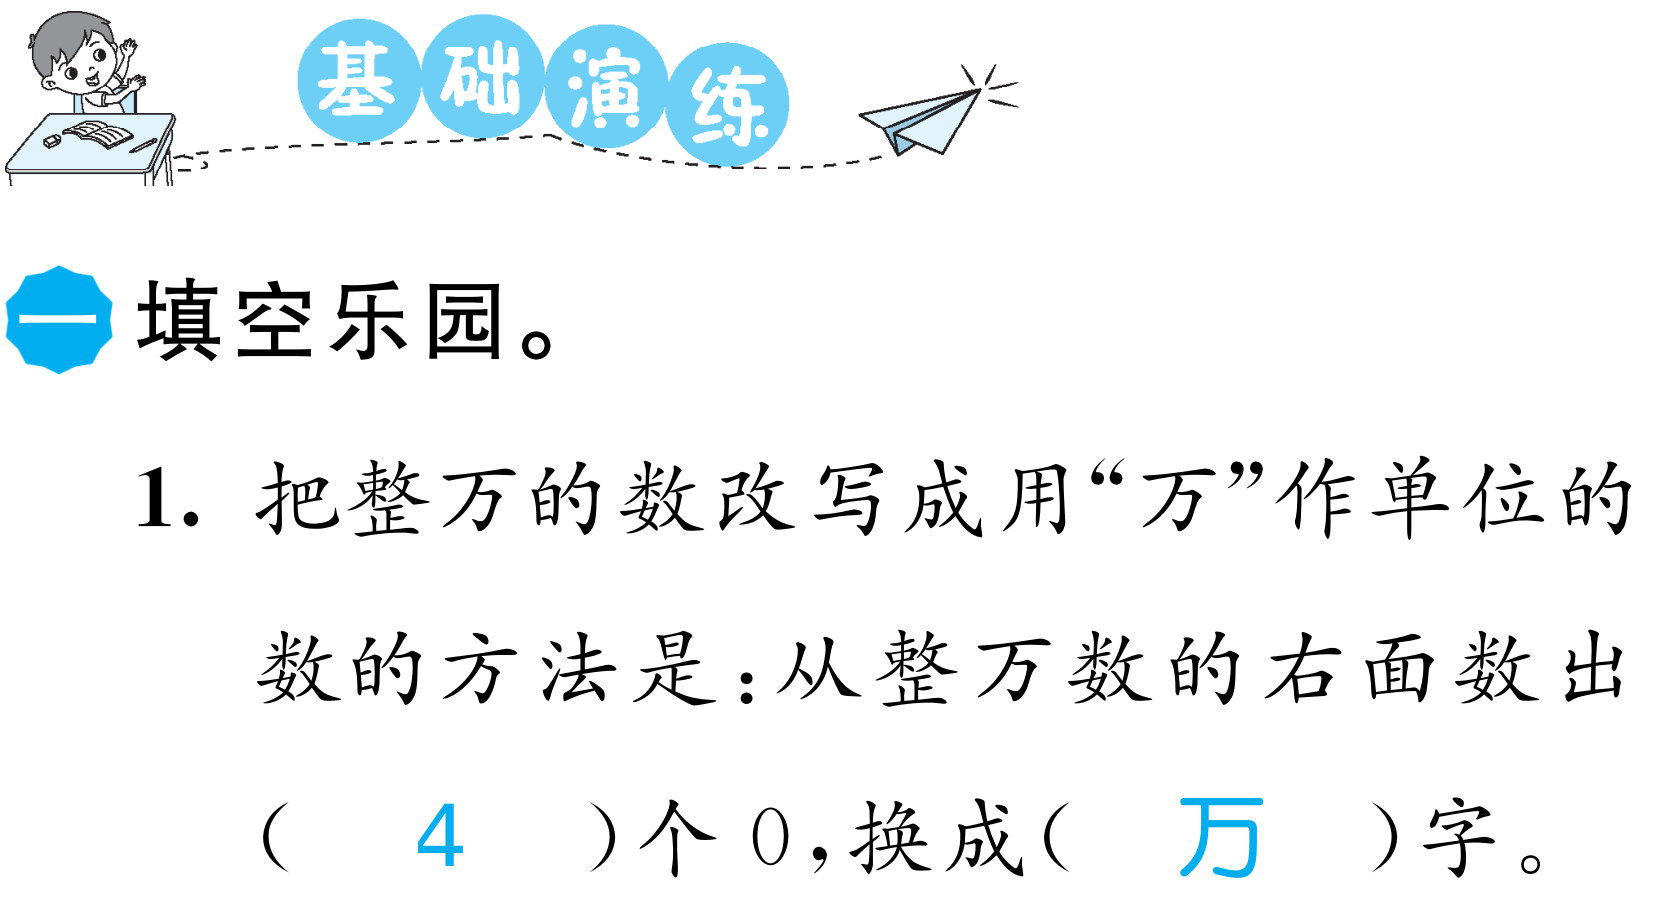 基础演练
一 填空乐园。
1. 把整万的数改写成用“万”作单位的
数的方法是：从整万数的右面数出
（ 4 ）个 0，换成（ 万 ）字。